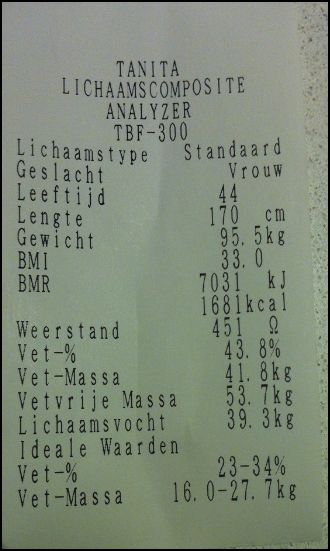 TANITA
LICHAAMSCOMPOSITE
ANALYZER
TBF-300
Lichaamstype Standaard
Geslacht Vrouw
Leeftijd 44
Lengte 170 cm
Gewicht 95.5kg
BMI 33.0
BMR 7031 kJ
1681kcal
Weerstand 451 Ω
Vet-% 43.8%
Vet-Massa 41.8kg
Vetvrije Massa 53.7kg
Lichaamsvocht 39.3kg
Ideale Waarden
Vet-% 23-34%
Vet-Massa 16.0-27.7kg